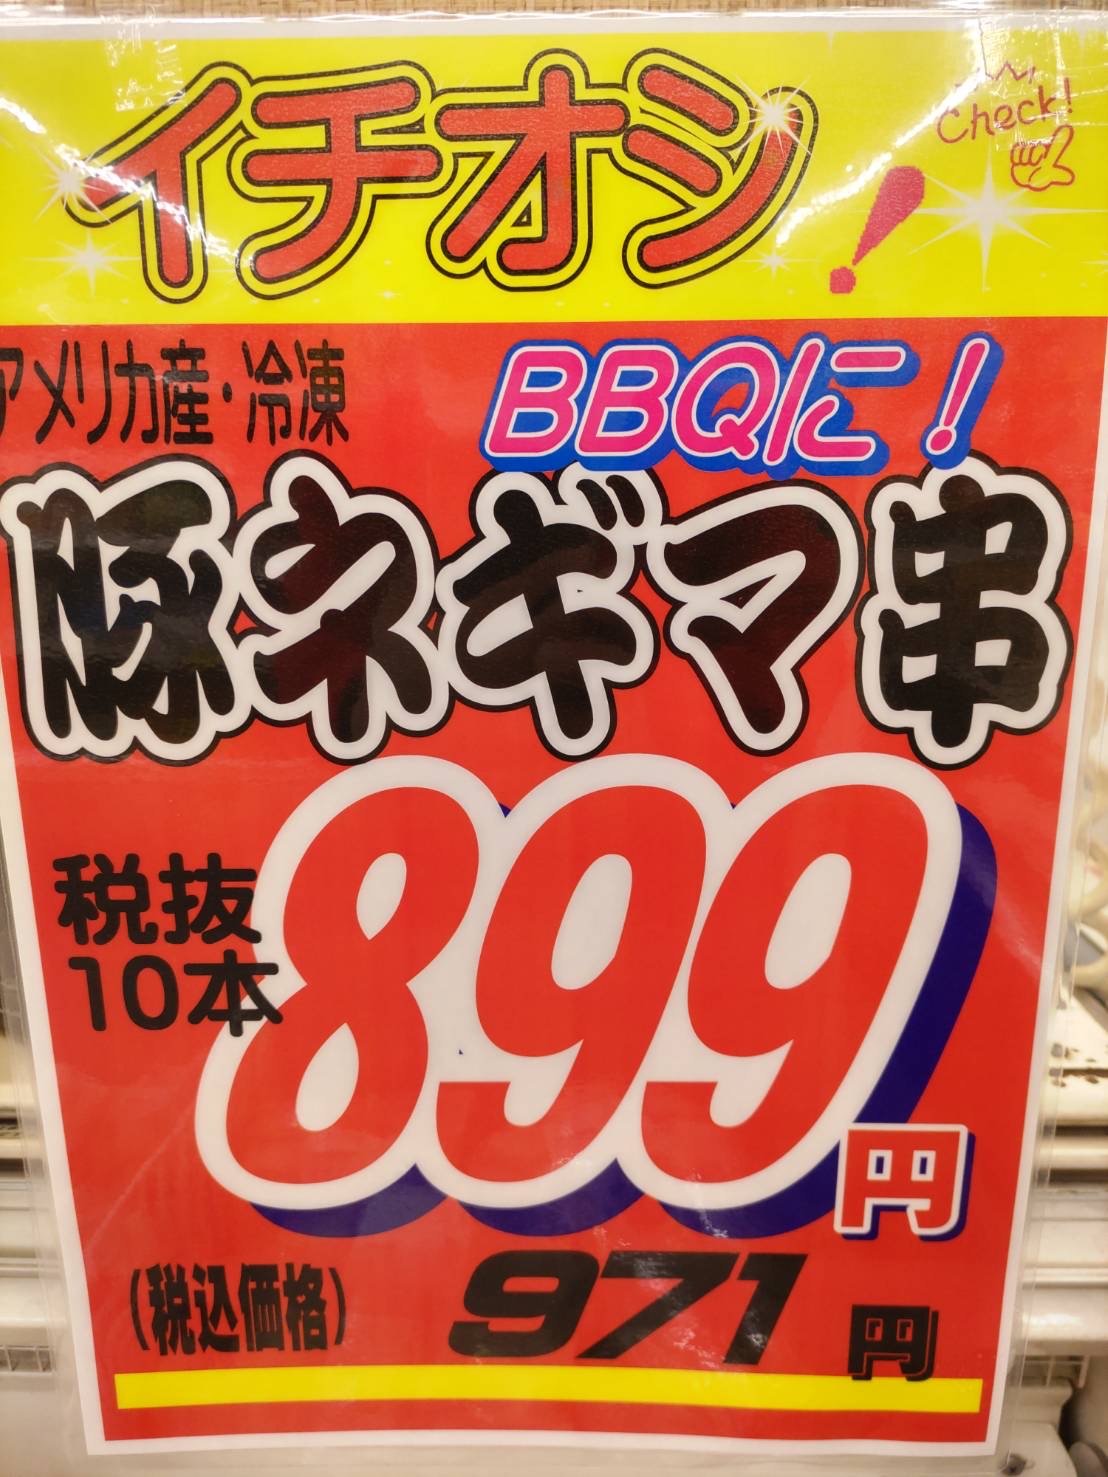 イチオシ!
Check!
アメリカ産・冷凍
BBQに!
豚ネギマ串
税抜
10本
899円
(税込価格) 971円